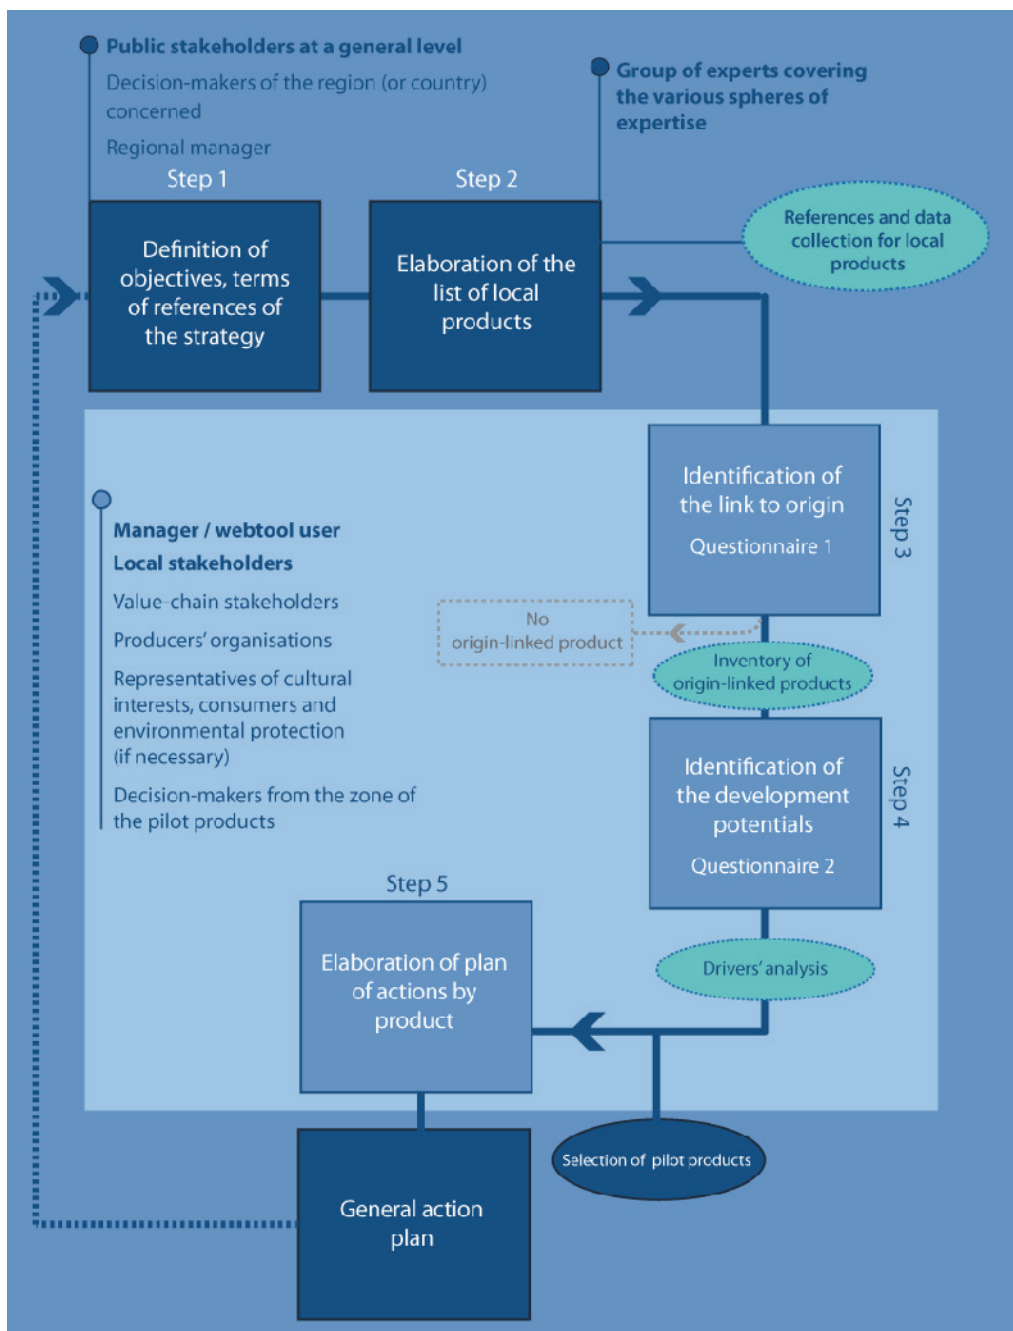 Public stakeholders at a general level
Decision-makers of the region (or country)
concerned
Regional manager
Group of experts covering
the various spheres of
expertise
Step 1
Step 2
Definition of
objectives, terms
of references of
the strategy
Elaboration of the
list of local
products
References and data
collection for local
products
Identification of
the link to origin
Questionnaire 1
Step 3
Manager / webtool user
Local stakeholders
Value-chain stakeholders
Producers' organisations
Representatives of cultural
interests, consumers and
environmental protection
(if necessary)
Decision-makers from the zone of
the pilot products
No
origin-linked product
Inventory of
origin-linked products
Identification of
the development
potentials
Questionnaire 2
Step 4
Drivers' analysis
Step 5
Elaboration of plan
of actions by
product
Selection of pilot products
General action
plan